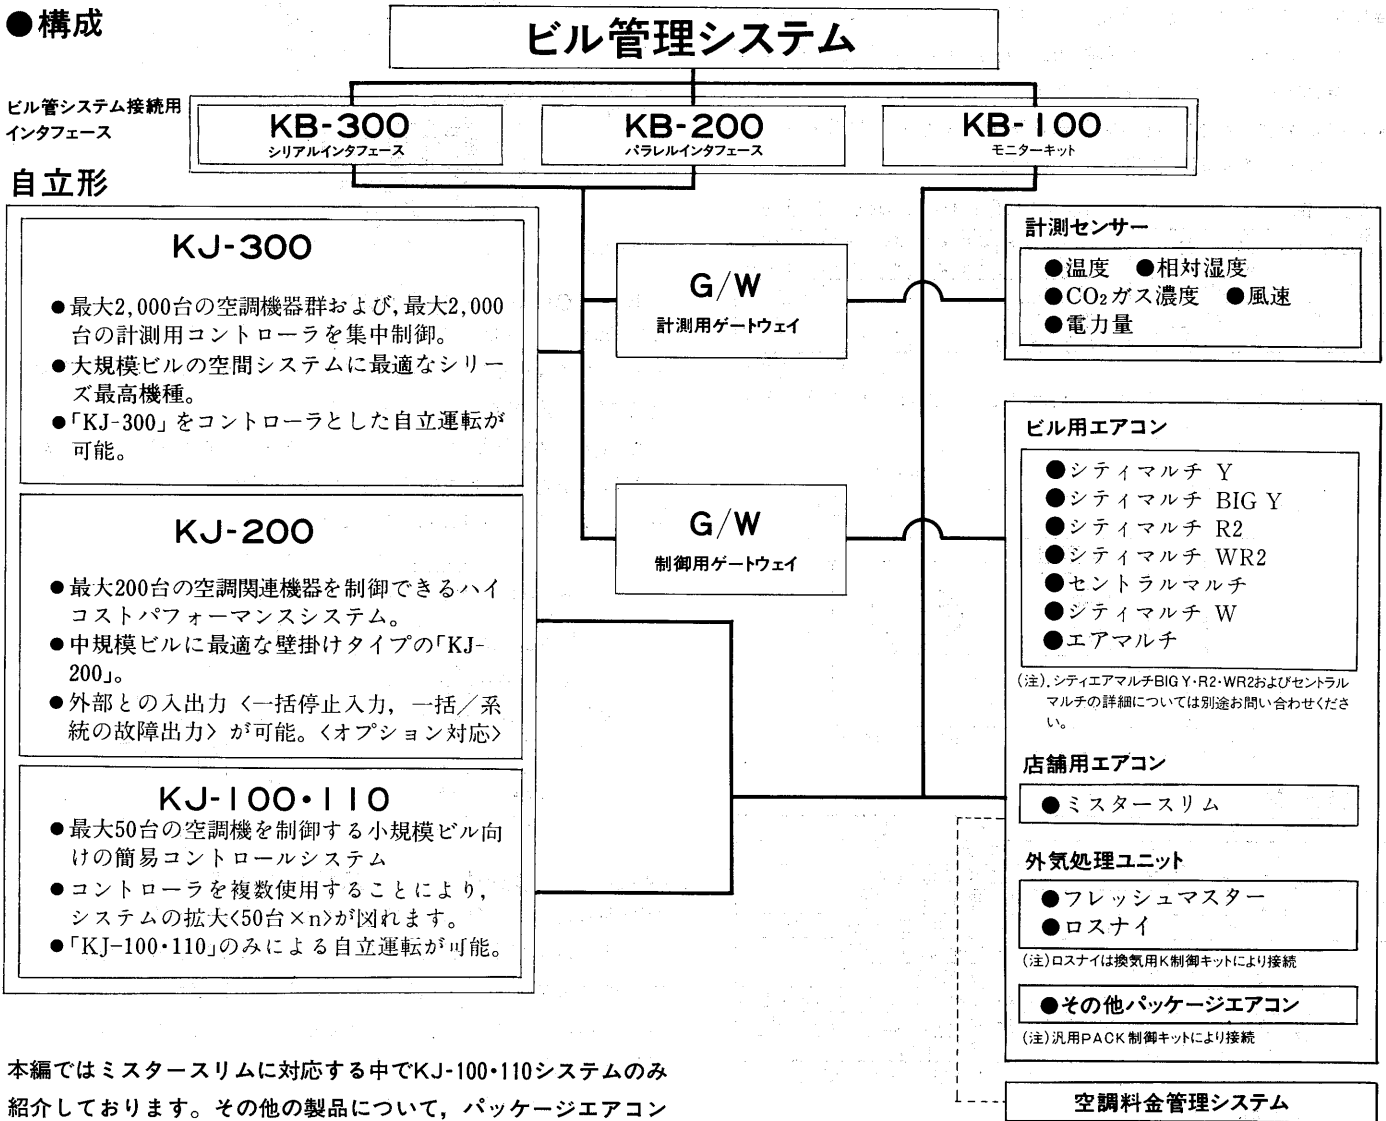 ●構成
ビル管理システム
ビル管システム接続用
インタフェース
KB-300
シリアルインタフェース
KB-200
パラレルインタフェース
KB-100
モニターキット
自立形
KJ-300
●最大2,000台の空調機器群および,最大2,000
台の計測用コントローラを集中制御。
●大規模ビルの空間システムに最適なシリー
ズ最高機種。
●「KJ-300」をコントローラとした自立運転が
可能。
KJ-200
●最大200台の空調関連機器を制御できるハイ
コストパフォーマンスシステム。
●中規模ビルに最適な壁掛けタイプの「KJ-
200」。
●外部との入出力〈一括停止入力, 一括/系
統の故障出力〉が可能。〈オプション対応〉
KJ-100・110
●最大50台の空調機を制御する小規模ビル向
けの簡易コントロールシステム
●コントローラを複数使用することにより,
システムの拡大〈50台×n〉が図れます。
●「KJ-100・110」のみによる自立運転が可能。
G/W
計測用ゲートウェイ
G/W
制御用ゲートウェイ
計測センサー
●温度 ●相対湿度
●CO₂ガス濃度 ●風速
●電力量
ビル用エアコン
●シティマルチ Y
●シティマルチ BIG Y
●シティマルチ R2
●シティマルチ WR2
●セントラルマルチ
●シティマルチ W
●エアマルチ
(注).シティエアマルチBIG Y・R2・WR2およびセントラル
マルチの詳細については別途お問い合わせくださ
い。
店舗用エアコン
●ミスタースリム
外気処理ユニット
●フレッシュマスター
●ロスナイ
(注)ロスナイは換気用K制御キットにより接続
●その他パッケージエアコン
(注)汎用PACK制御キットにより接続
空調料金管理システム
本編ではミスタースリムに対応する中でKJ-100・110システムのみ
紹介しております。その他の製品について, パッケージエアコン